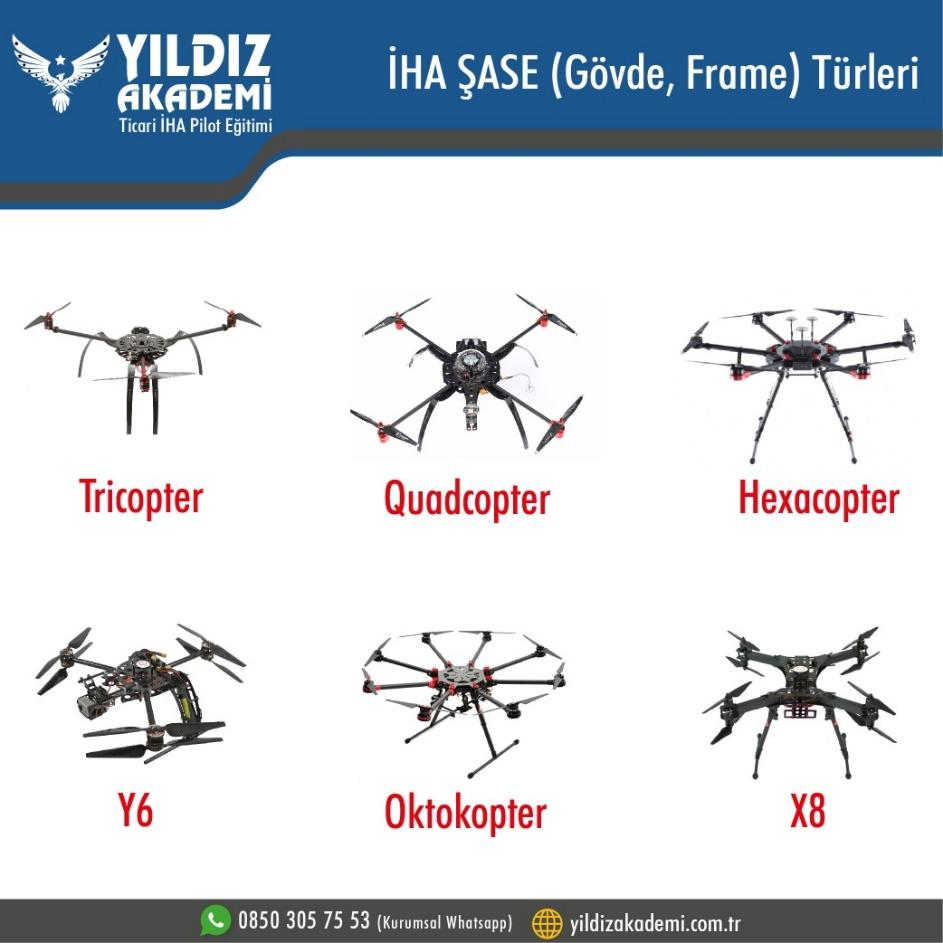 YILDIZ
AKADEMİ
Ticari İHA Pilot Eğitimi
İHA ŞASE (Gövde, Frame) Türleri
Tricopter
Quadcopter
Hexacopter
Y6
Oktokopter
X8
0850 305 75 53 (Kurumsal Whatsapp)
yildizakademi.com.tr